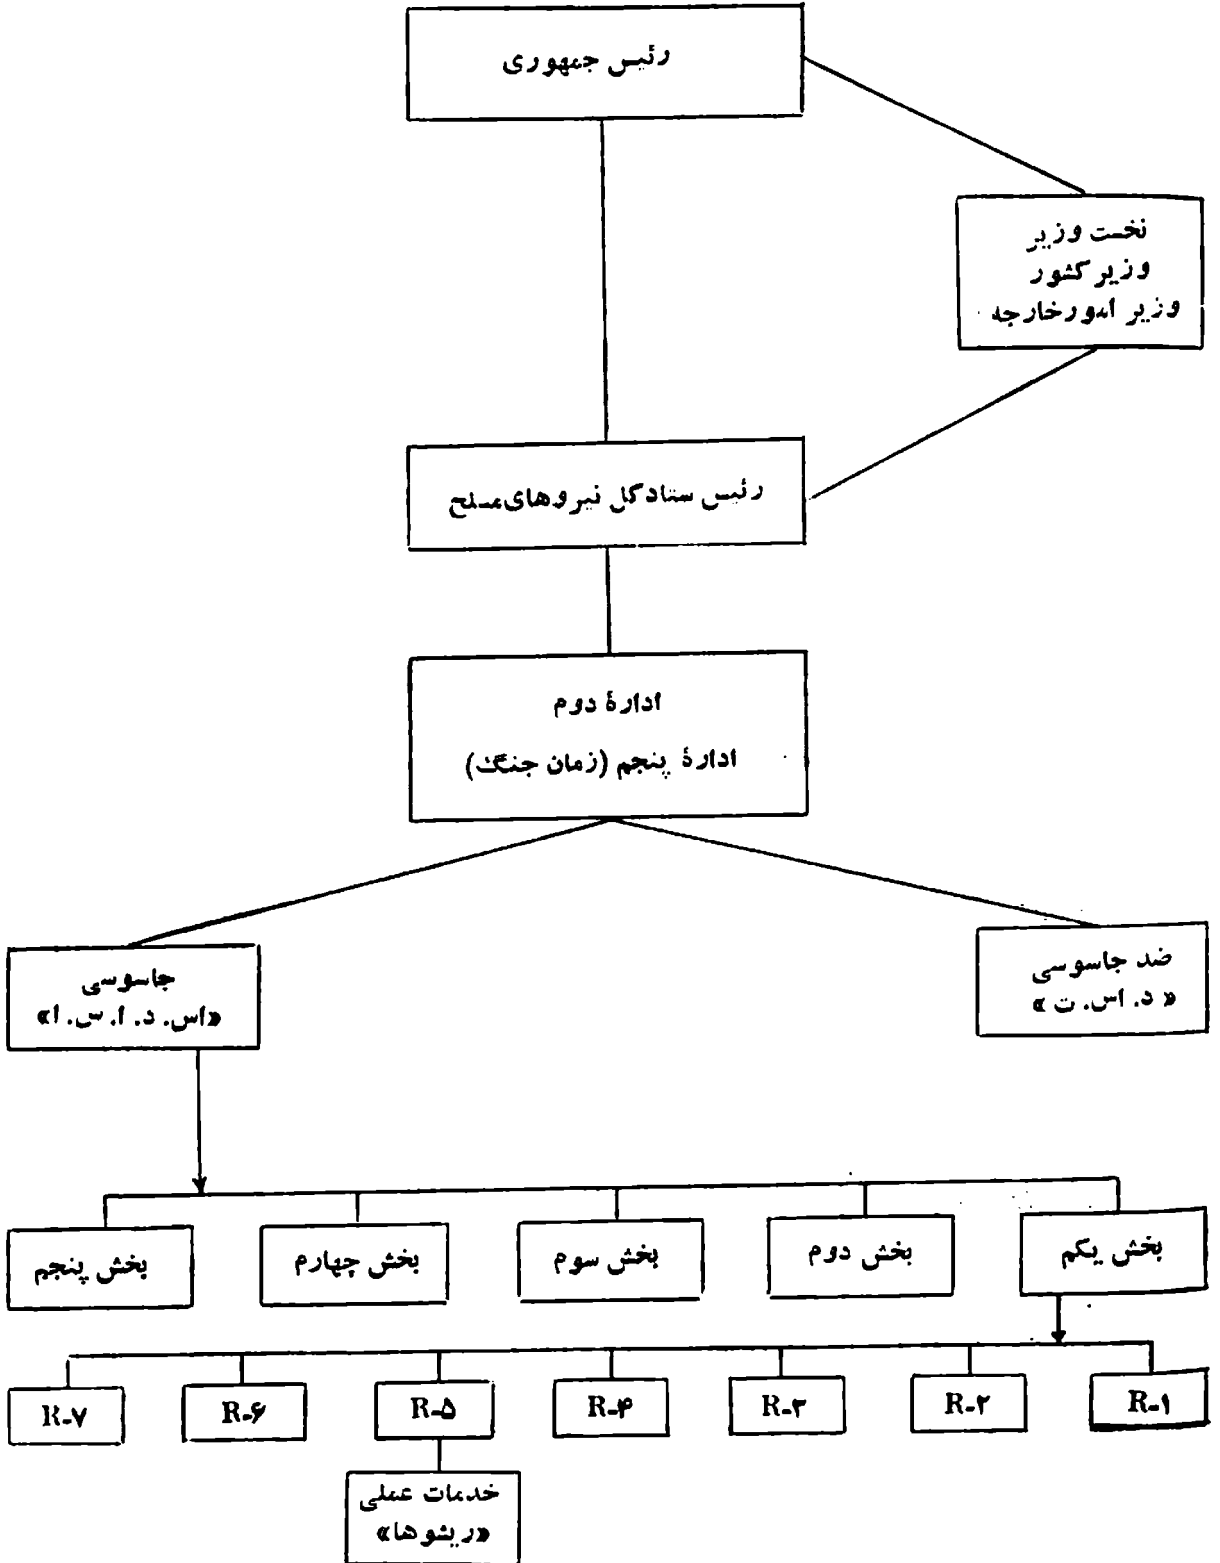 رئیس جمهوری
نخست وزیر
وزیر کشور
وزیر امور خارجه
رئیس ستاد کل نیروهای مسلح
ادارهٔ دوم
ادارهٔ پنجم (زمان جنگ)
ضد جاسوسی
« د. اس. ت »
جاسوسی
«اس. د. ا. س. ا»
بخش یکم
بخش دوم
بخش سوم
بخش چهارم
بخش پنجم
R-۱
R-۲
R-۳
R-۴
R-۵
R-۶
R-۷
خدمات عملی
«ریشوها»